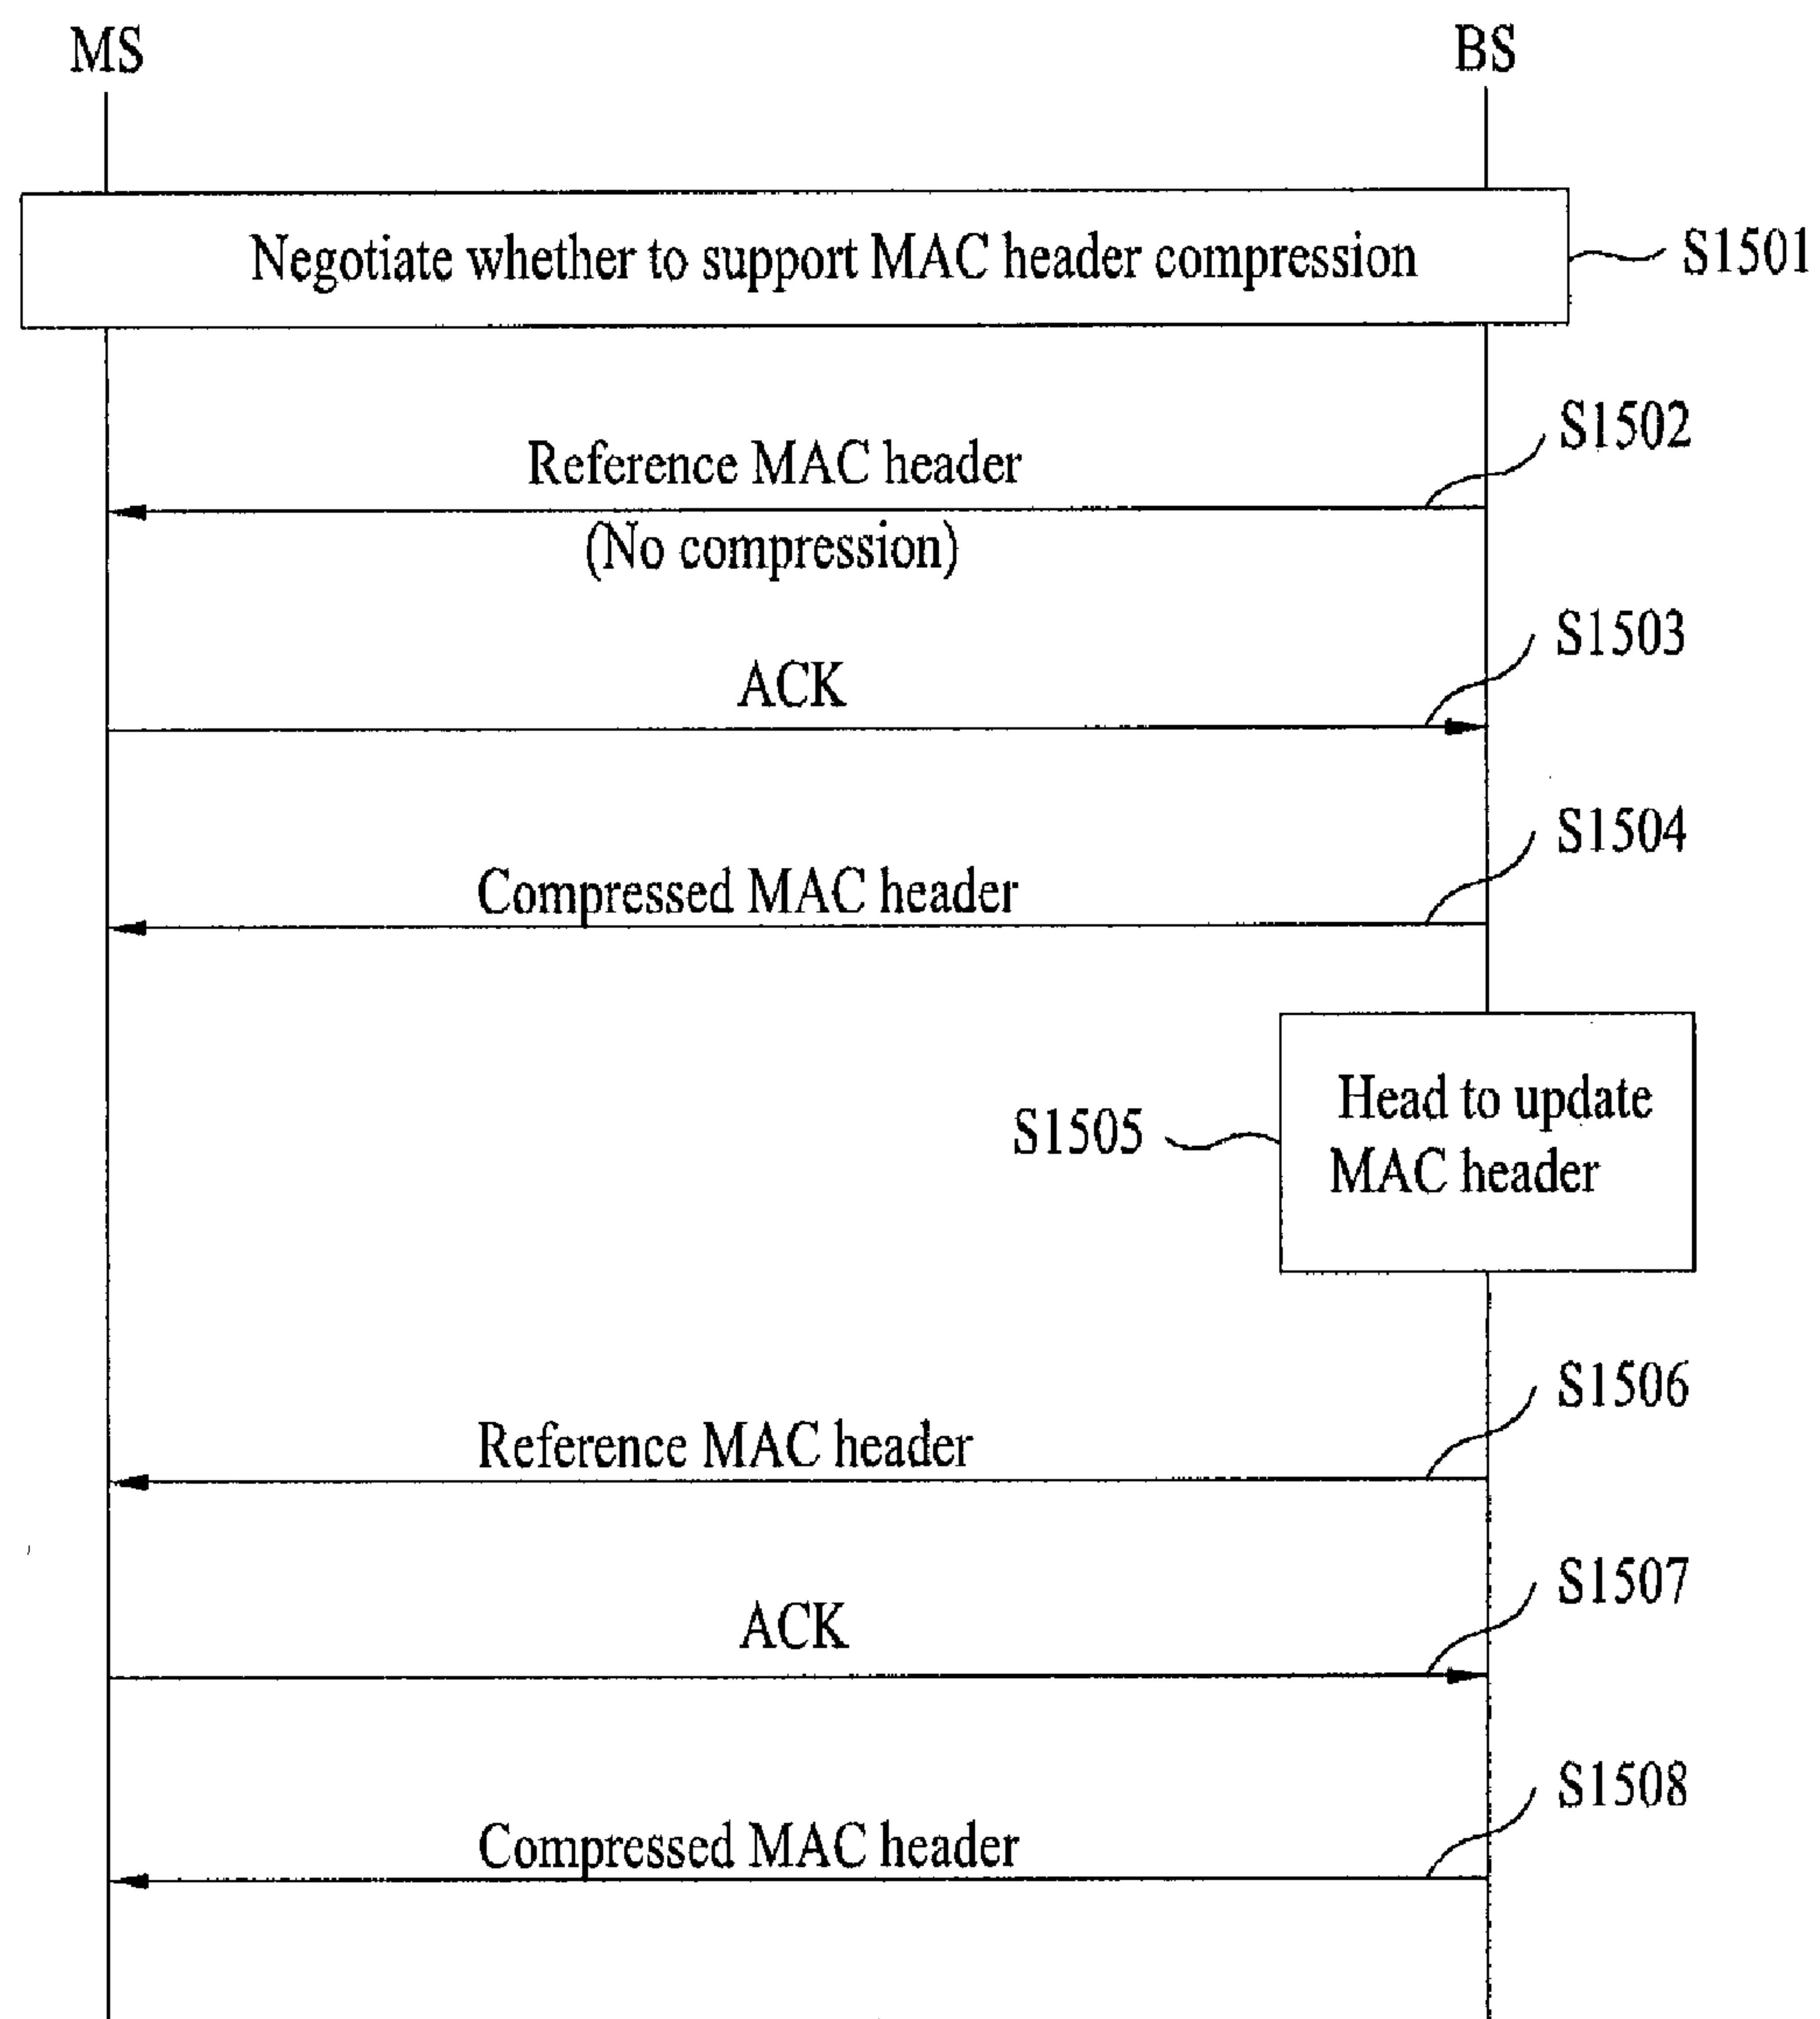 MS
BS
Negotiate whether to support MAC header compression
S1501
S1502
Reference MAC header
(No compression)
S1503
ACK
S1504
Compressed MAC header
Head to update
MAC header
S1505
S1506
Reference MAC header
S1507
ACK
S1508
Compressed MAC header